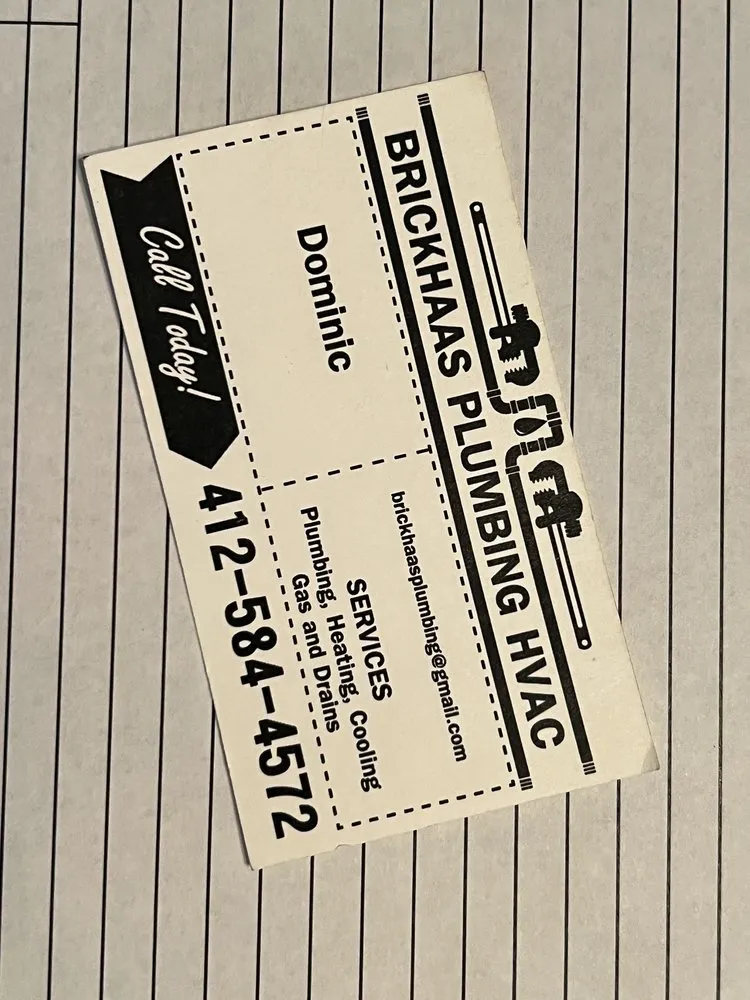 BRICKHAAS PLUMBING HVAC
Dominic
brickhaasplumbing@gmail.com
SERVICES
Plumbing, Heating, Cooling
Gas and Drains
Call Today!
412-584-4572